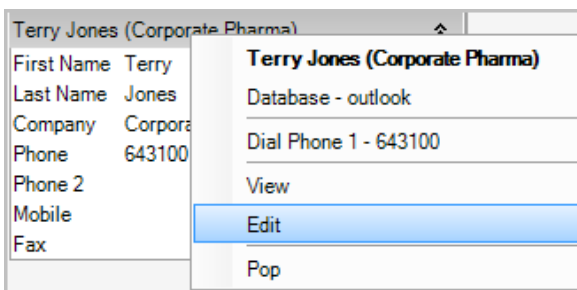 Terry Jones (Corporate Pharma)
First Name Terry
Last Name Jones
Company Corpora
Phone 643100
Phone 2
Mobile
Fax
Terry Jones (Corporate Pharma)
Database - outlook
Dial Phone 1 - 643100
View
Edit
Pop